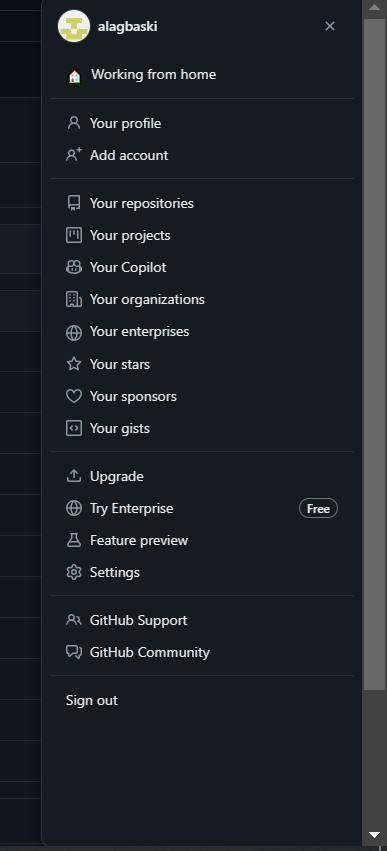 alagbaski
Working from home
Your profile
Add account
Your repositories
Your projects
Your Copilot
Your organizations
Your enterprises
Your stars
Your sponsors
Your gists
Upgrade
Try Enterprise Free
Feature preview
Settings
GitHub Support
GitHub Community
Sign out